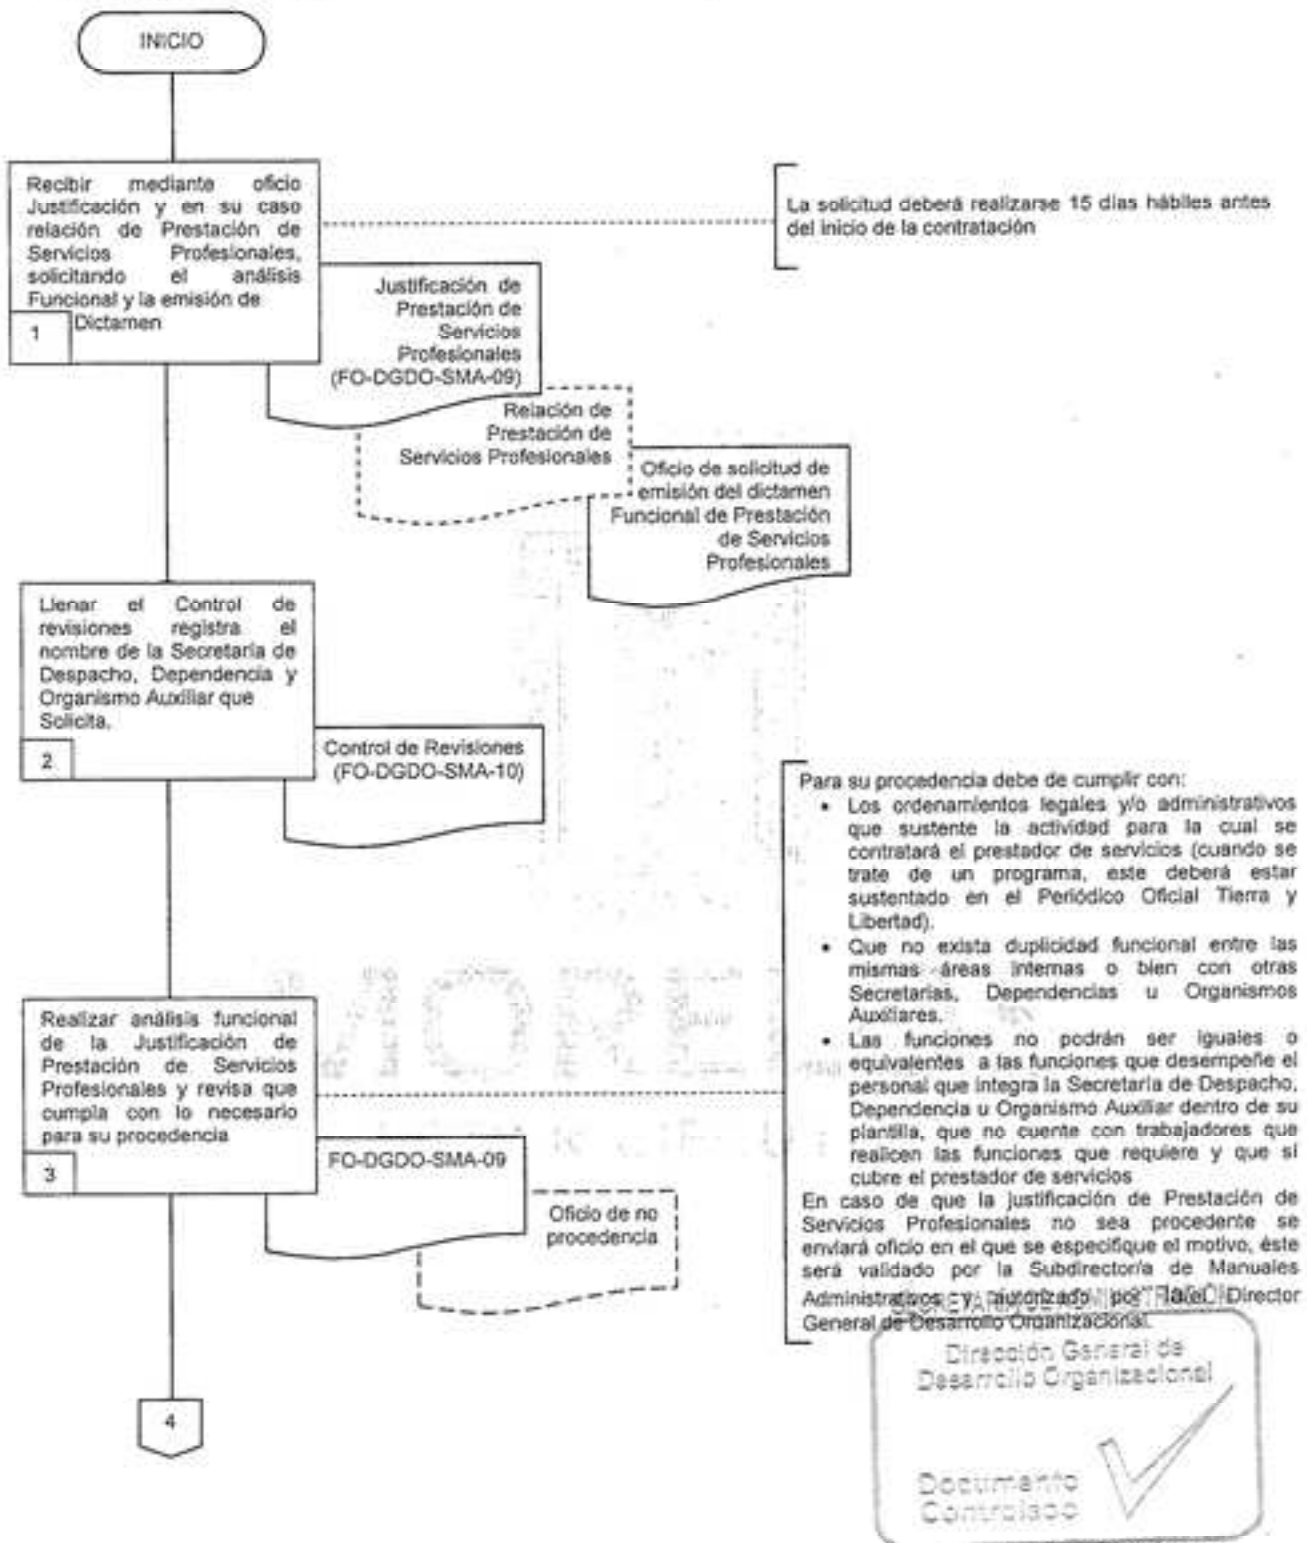 INICIO
Recibir mediante oficio
Justificación y en su caso
relación de Prestación de
Servicios Profesionales,
solicitando el análisis
Funcional y la emisión de
Dictamen
1
La solicitud deberá realizarse 15 días hábiles antes
del inicio de la contratación
Justificación de
Prestación de
Servicios
Profesionales
(FO-DGDO-SMA-09)
Relación de
Prestación de
Servicios Profesionales
Oficio de solicitud de
emisión del dictamen
Funcional de Prestación
de Servicios
Profesionales
Llenar el Control de
revisiones registra el
nombre de la Secretaría de
Despacho, Dependencia y
Organismo Auxiliar que
Solicita.
2
Control de Revisiones
(FO-DGDO-SMA-10)
Realizar análisis funcional
de la Justificación de
Prestación de Servicios
Profesionales y revisa que
cumpla con lo necesario
para su procedencia
3
FO-DGDO-SMA-09
Oficio de no
procedencia
Para su procedencia debe de cumplir con:
• Los ordenamientos legales y/o administrativos
que sustente la actividad para la cual se
contratará el prestador de servicios (cuando se
trate de un programa, este deberá estar
sustentado en el Periódico Oficial Tierra y
Libertad).
• Que no exista duplicidad funcional entre las
mismas áreas internas o bien con otras
Secretarías, Dependencias u Organismos
Auxiliares.
• Las funciones no podrán ser iguales o
equivalentes a las funciones que desempeñe el
personal que integra la Secretaría de Despacho,
Dependencia u Organismo Auxiliar dentro de su
plantilla, que no cuente con trabajadores que
realicen las funciones que requiere y que si
cubre el prestador de servicios
En caso de que la justificación de Prestación de
Servicios Profesionales no sea procedente se
enviará oficio en el que se especifique el motivo, éste
será validado por la Subdirector/a de Manuales
Administrativos y autorizado por la/el Director
General de Desarrollo Organizacional.
4
SECRETARÍA DE ADMINISTRACIÓN
Dirección General de
Desarrollo Organizacional
Documento
Controlado